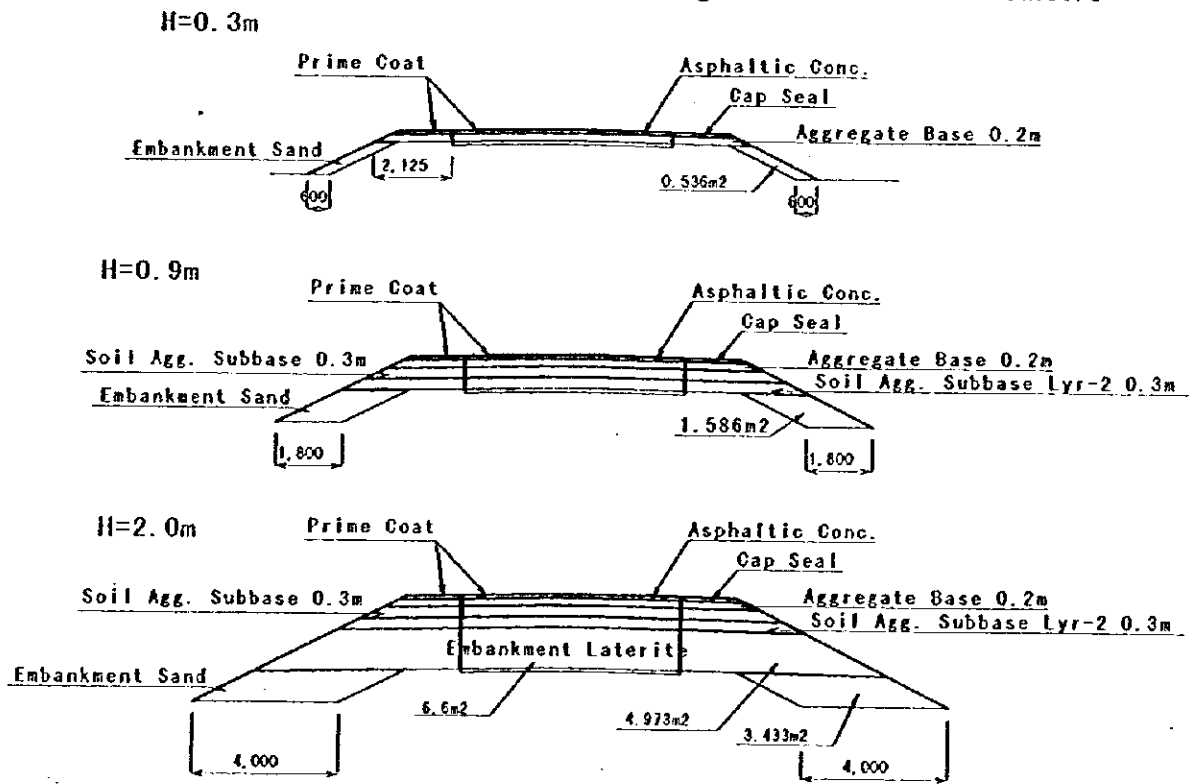 H=0.3m
Prime Coat
Asphaltic Conc.
Cap Seal
Embankment Sand
Aggregate Base 0.2m
2,125
0.536m2
600
600
H=0.9m
Prime Coat
Asphaltic Conc.
Cap Seal
Soil Agg. Subbase 0.3m
Aggregate Base 0.2m
Soil Agg. Subbase Lyr-2 0.3m
Embankment Sand
1.586m2
1,800
1,800
H=2.0m
Prime Coat
Asphaltic Conc.
Cap Seal
Soil Agg. Subbase 0.3m
Aggregate Base 0.2m
Soil Agg. Subbase Lyr-2 0.3m
Embankment Laterite
Embankment Sand
4.973m2
3.433m2
4,000
4,000